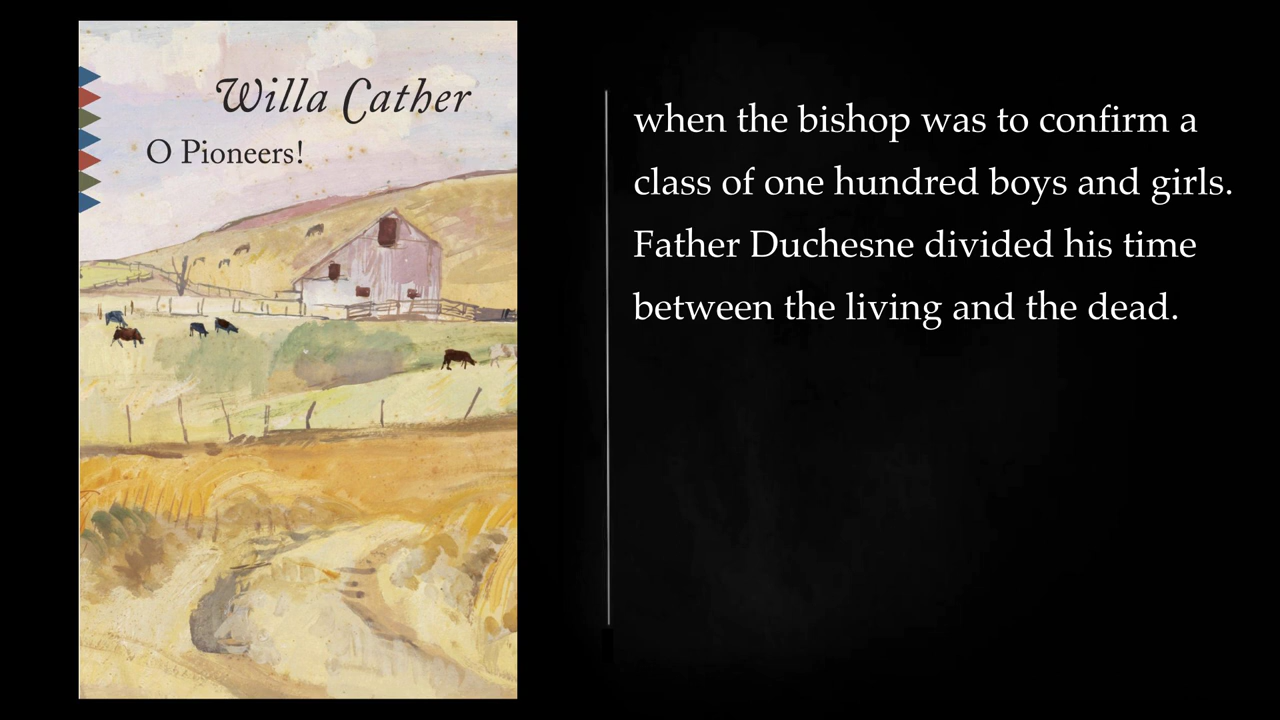 Willa Cather
O Pioneers!
when the bishop was to confirm a
class of one hundred boys and girls.
Father Duchesne divided his time
between the living and the dead.